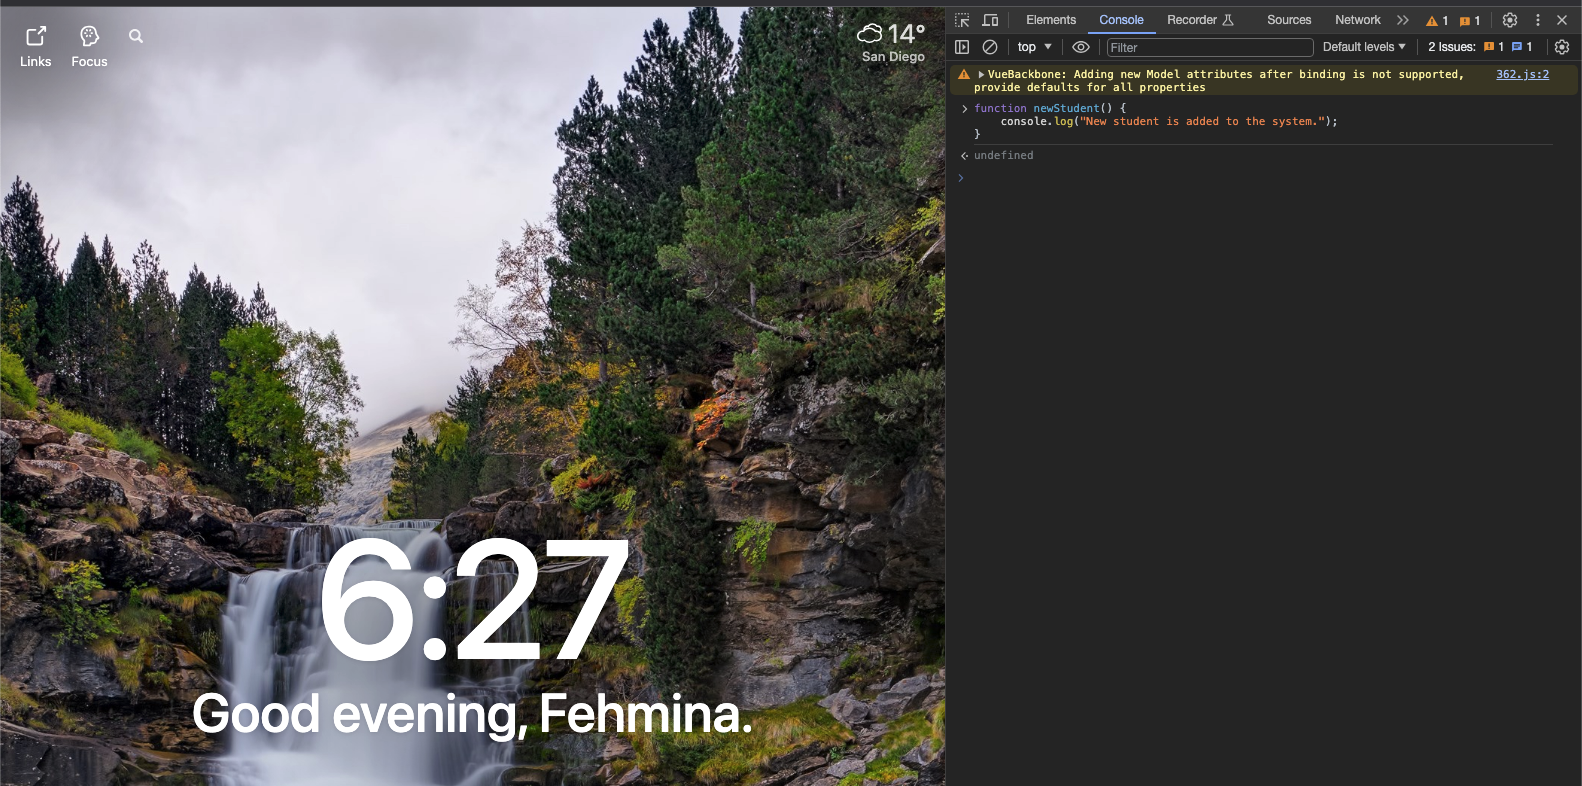 Links
Focus
14°
San Diego
6:27
Good evening, Fehmina.
Elements
Console
Recorder
Sources
Network
1
1
top
Filter
Default levels
2 Issues:
1
1
VueBackbone: Adding new Model attributes after binding is not supported,
provide defaults for all properties
362.js:2
function newStudent() {
console.log("New student is added to the system.");
}
undefined